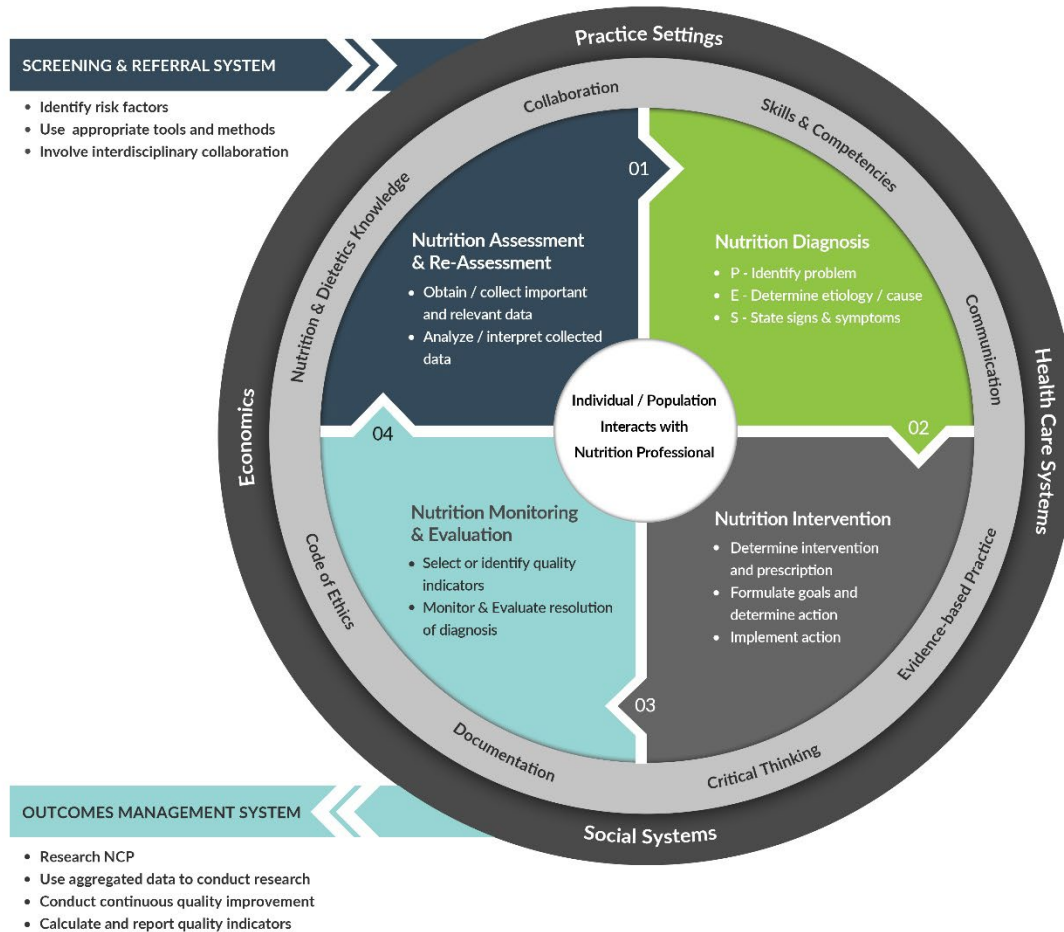 Practice Settings
SCREENING & REFERRAL SYSTEM
Identify risk factors
Use appropriate tools and methods
Involve interdisciplinary collaboration
Collaboration
Skills & Competencies
Nutrition & Dietetics Knowledge
Communication
Economics
Health Care Systems
Code of Ethics
Evidence-based Practice
Documentation
Critical Thinking
Social Systems
01
Nutrition Assessment
& Re-Assessment
• Obtain / collect important
and relevant data
• Analyze / interpret collected
data
Nutrition Diagnosis
• P - Identify problem
• E - Determine etiology / cause
• S - State signs & symptoms
Individual / Population
Interacts with
Nutrition Professional
02
04
Nutrition Monitoring
& Evaluation
• Select or identify quality
indicators
• Monitor & Evaluate resolution
of diagnosis
Nutrition Intervention
• Determine intervention
and prescription
• Formulate goals and
determine action
• Implement action
03
OUTCOMES MANAGEMENT SYSTEM
• Research NCP
• Use aggregated data to conduct research
• Conduct continuous quality improvement
• Calculate and report quality indicators